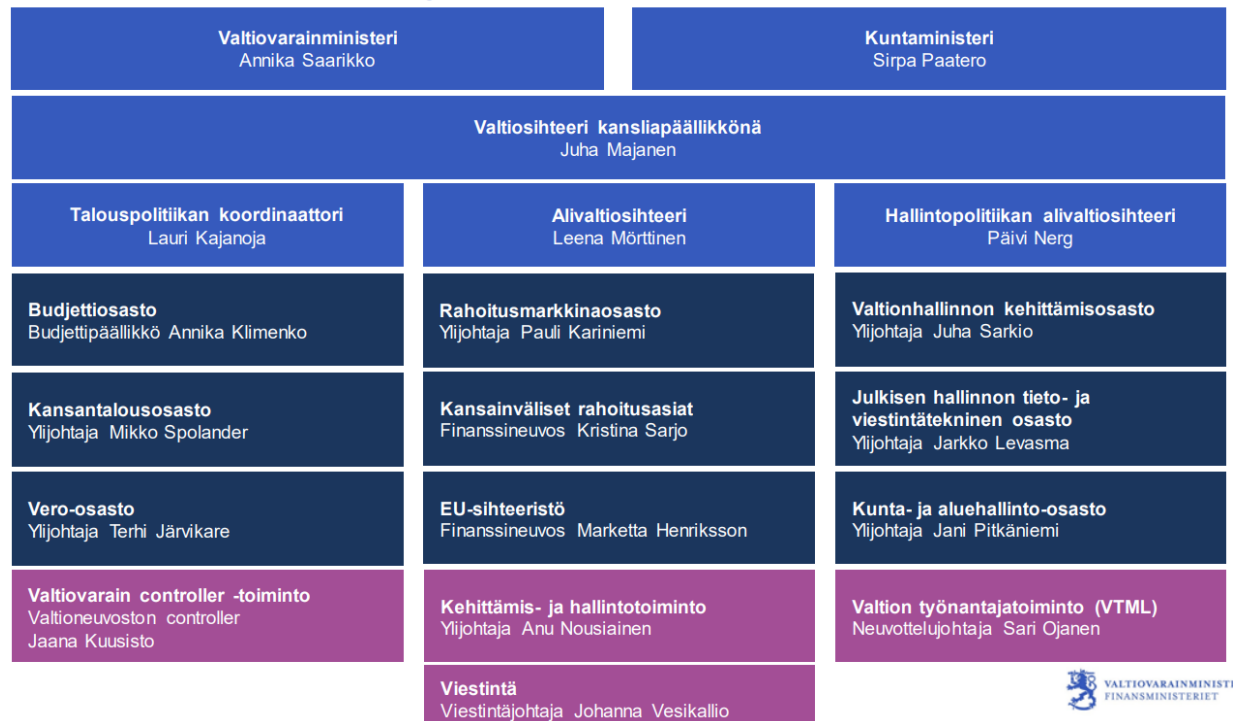 Valtiovarainministeri
Annika Saarikko
Kuntaministeri
Sirpa Paatero
Valtiosihteeri kansliapäällikkönä
Juha Majanen
Talouspolitiikan koordinaattori
Lauri Kajanoja
Alivaltiosihteeri
Leena Mörttinen
Hallintopolitiikan alivaltiosihteeri
Päivi Nerg
Budjettiosasto
Budjettipäällikkö Annika Klimenko
Rahoitusmarkkinaosasto
Ylijohtaja Pauli Kariniemi
Valtionhallinnon kehittämisosasto
Ylijohtaja Juha Sarkio
Kansantalousosasto
Ylijohtaja Mikko Spolander
Kansainväliset rahoitusasiat
Finanssineuvos Kristina Sarjo
Julkisen hallinnon tieto- ja
viestintätekninen osasto
Ylijohtaja Jarkko Levasma
Vero-osasto
Ylijohtaja Terhi Järvikare
EU-sihteeristö
Finanssineuvos Marketta Henriksson
Kunta- ja aluehallinto-osasto
Ylijohtaja Jani Pitkäniemi
Valtiovarain controller -toiminto
Valtioneuvoston controller
Jaana Kuusisto
Kehittämis- ja hallintotoiminto
Ylijohtaja Anu Nousiainen
Valtion työnantajatoiminto (VTML)
Neuvottelujohtaja Sari Ojanen
Viestintä
Viestintäjohtaja Johanna Vesikallio
VALTIOVARAINMINISTE
FINANSMINISTERIET